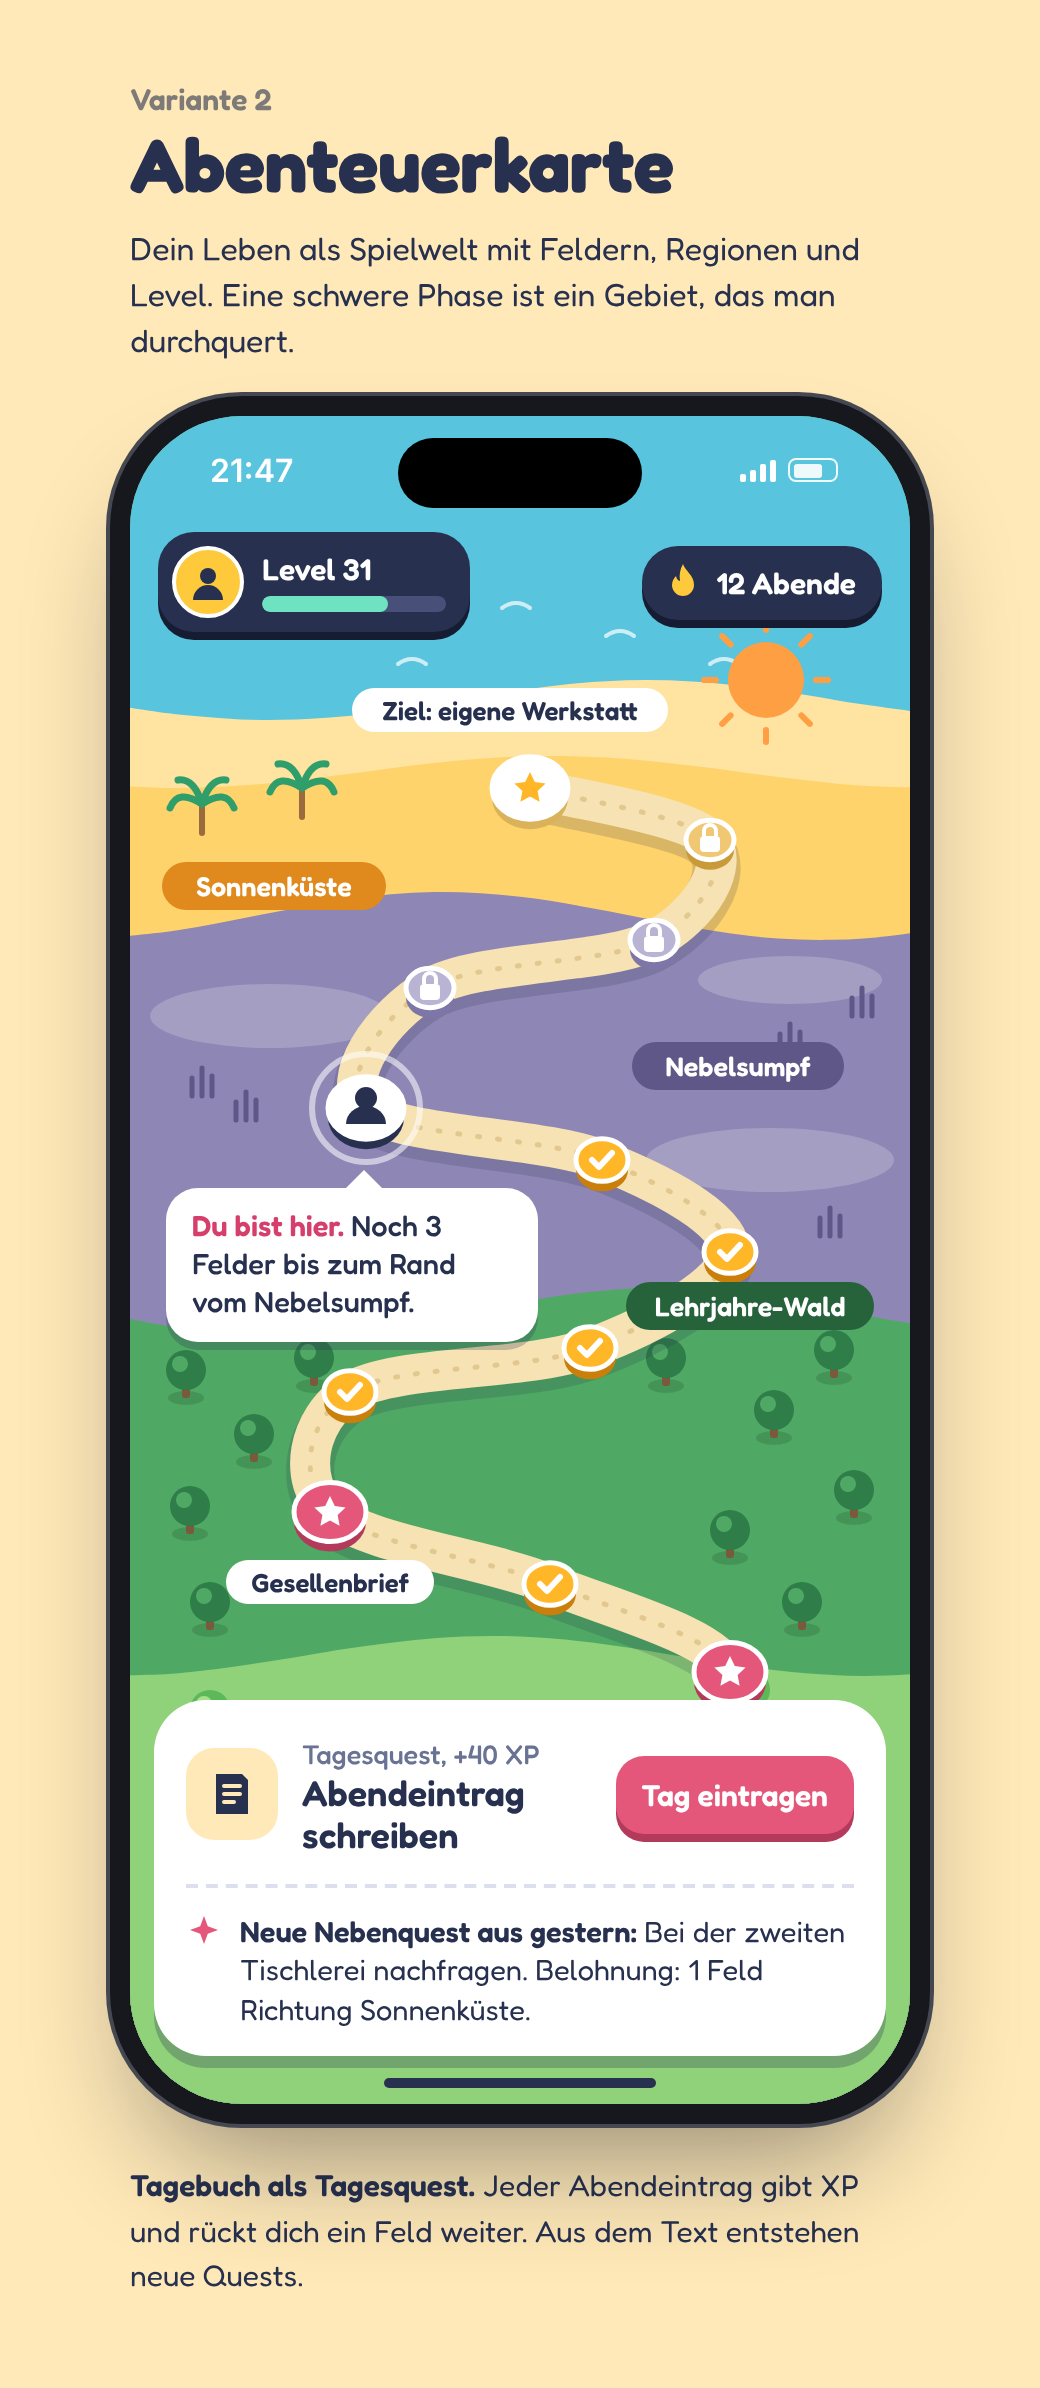 Variante 2
Abenteuerkarte
Dein Leben als Spielwelt mit Feldern, Regionen und
Level. Eine schwere Phase ist ein Gebiet, das man
durchquert.
21:47
Level 31
12 Abende
Ziel: eigene Werkstatt
Sonnenküste
Nebelsumpf
Du bist hier. Noch 3
Felder bis zum Rand
vom Nebelsumpf.
Lehrjahre-Wald
Gesellenbrief
Tagesquest, +40 XP
Abendeintrag
schreiben
Tag eintragen
Neue Nebenquest aus gestern: Bei der zweiten
Tischlerei nachfragen. Belohnung: 1 Feld
Richtung Sonnenküste.
Tagebuch als Tagesquest. Jeder Abendeintrag gibt XP
und rückt dich ein Feld weiter. Aus dem Text entstehen
neue Quests.